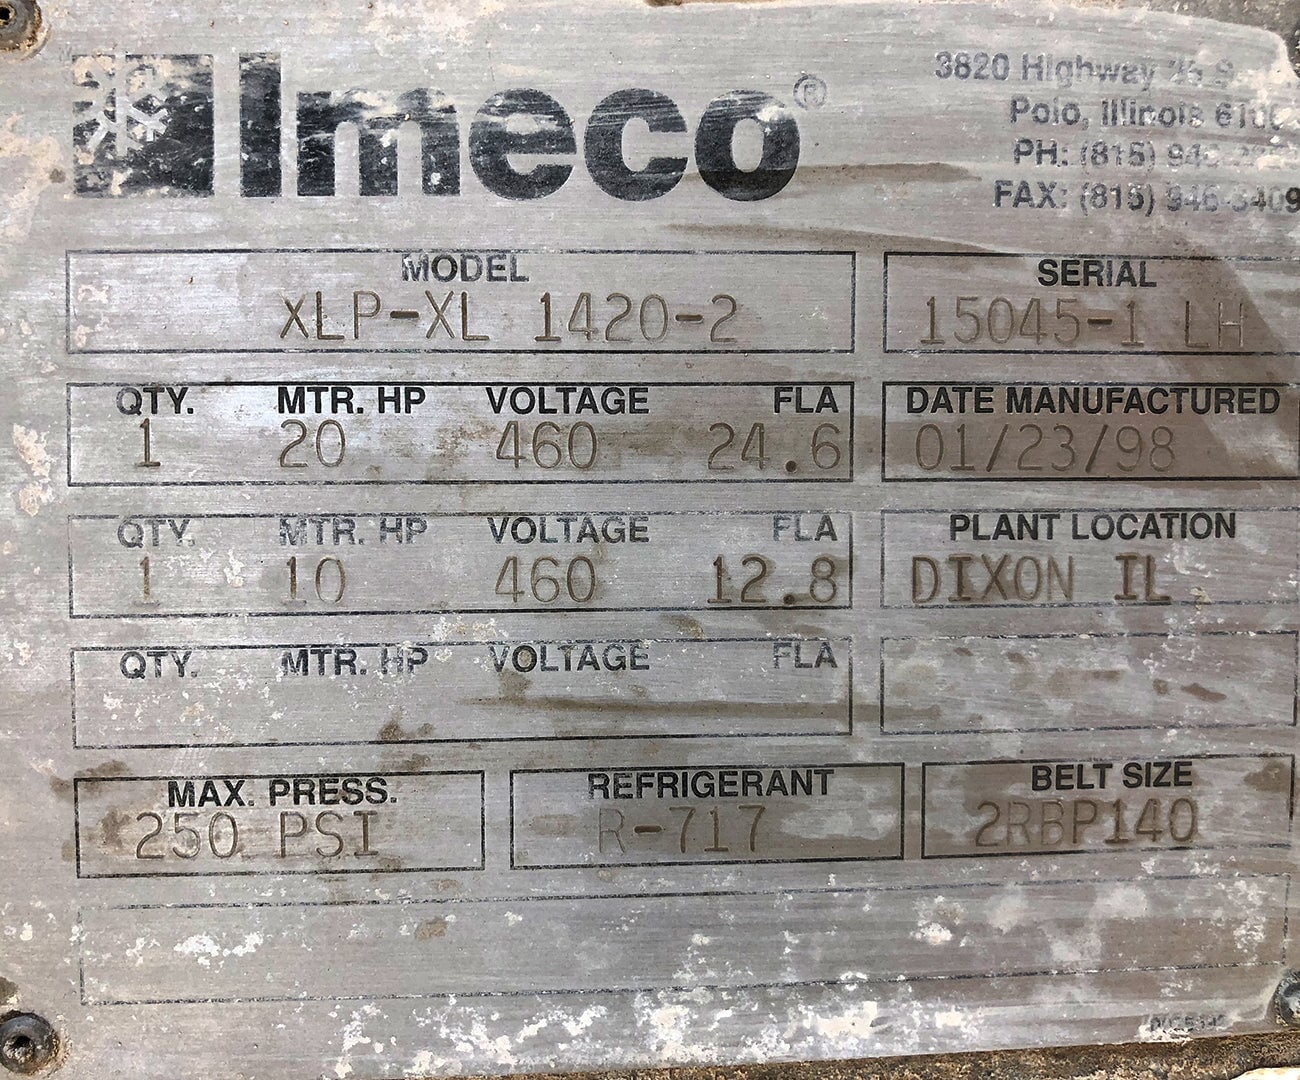 Imeco®
3820 Highway
Polo, Illinois
PH: (815)
FAX: (815)
MODEL
XLP-XL 1420-2
SERIAL
15045-1 LH
QTY. MTR. HP VOLTAGE FLA
1 20 460 24.6
DATE MANUFACTURED
01/23/98
QTY. MTR. HP VOLTAGE FLA
1 10 460 12.8
PLANT LOCATION
DIXON IL
QTY. MTR. HP VOLTAGE FLA
MAX. PRESS.
250 PSI
REFRIGERANT
R-717
BELT SIZE
2RBP140